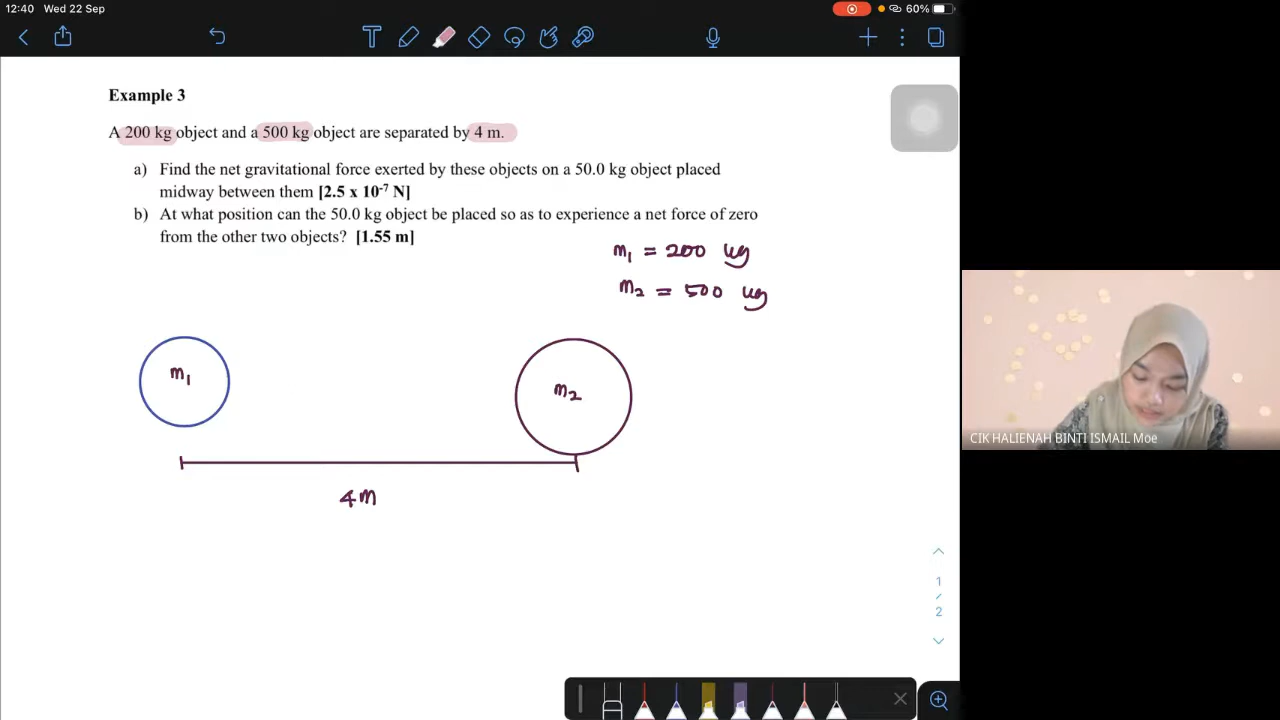 12:40 Wed 22 Sep
60%
Example 3
A 200 kg object and a 500 kg object are separated by 4 m.
a) Find the net gravitational force exerted by these objects on a 50.0 kg object placed
midway between them [2.5 x 10⁻⁷ N]
b) At what position can the 50.0 kg object be placed so as to experience a net force of zero
from the other two objects? [1.55 m]
m₁ = 200 kg
m₂ = 500 kg
m₁
m₂
4m
CIK HALIENAH BINTI ISMAIL Moe
1
/
2